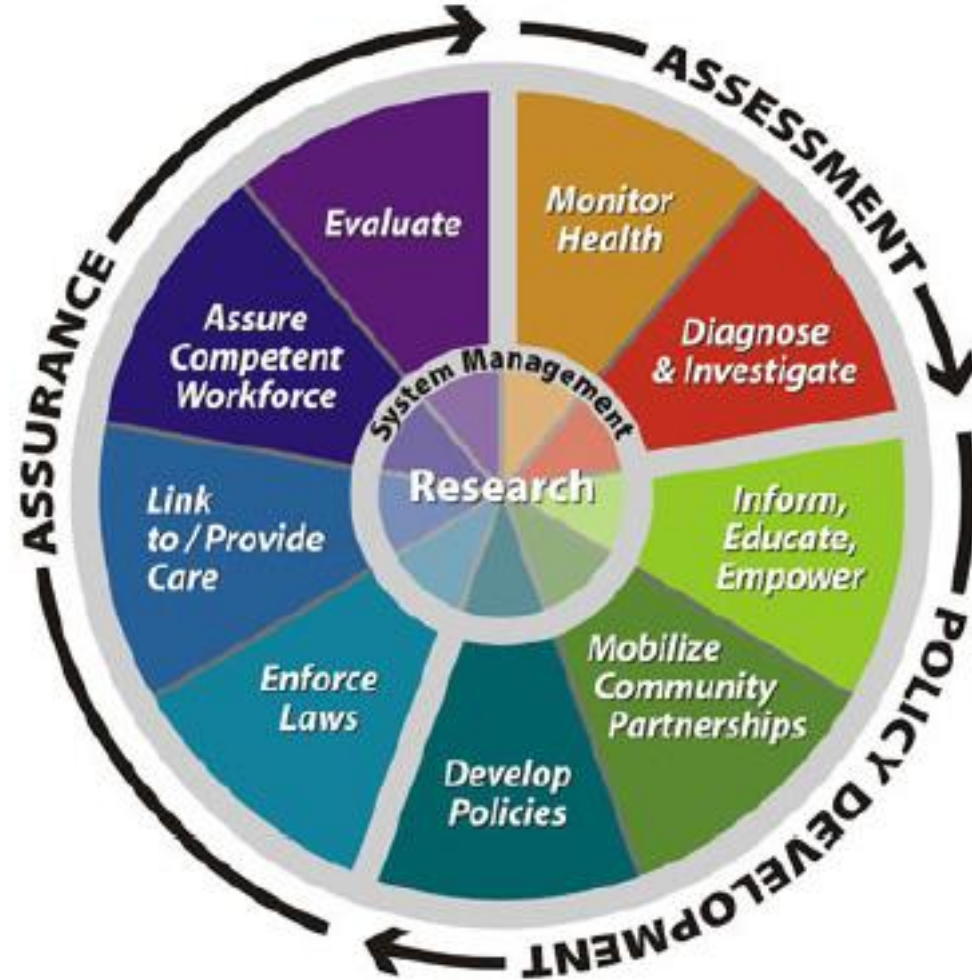 ASSESSMENT
POLICY DEVELOPMENT
ASSURANCE
Monitor
Health
Diagnose
& Investigate
Inform,
Educate,
Empower
Mobilize
Community
Partnerships
Develop
Policies
Enforce
Laws
Link
to / Provide
Care
Assure
Competent
Workforce
Evaluate
System Management
Research